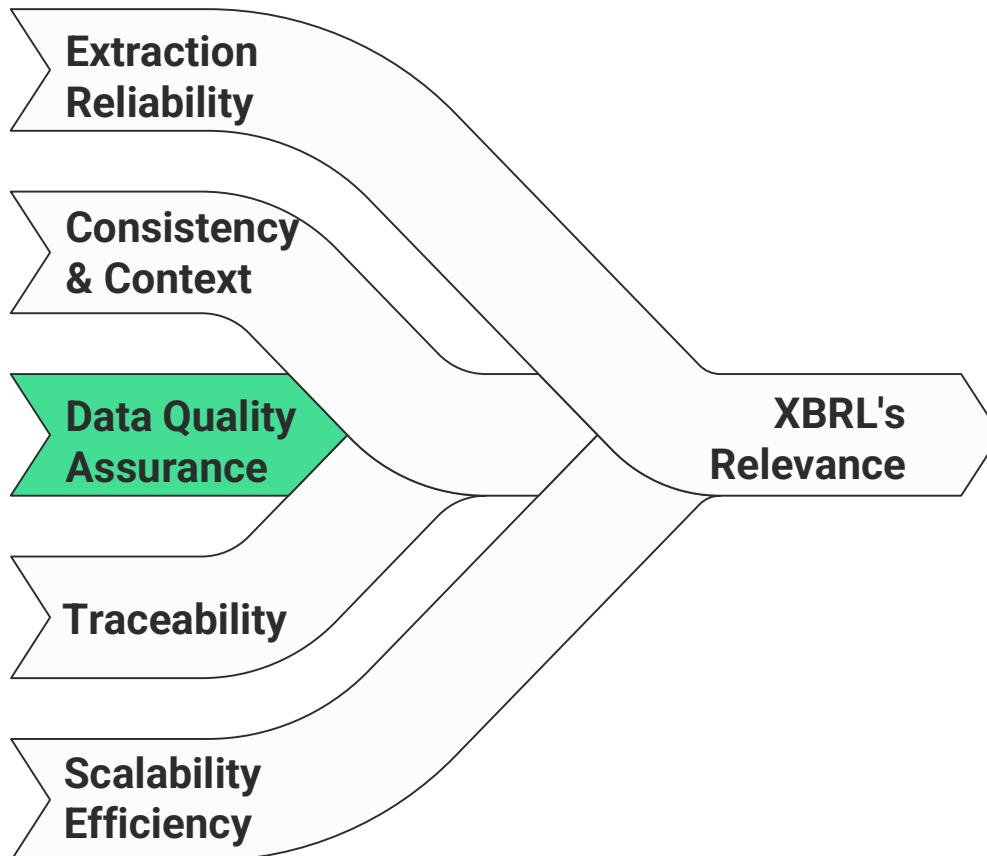 Extraction
Reliability
Consistency
& Context
Data Quality
Assurance
Traceability
Scalability
Efficiency
XBRL's
Relevance